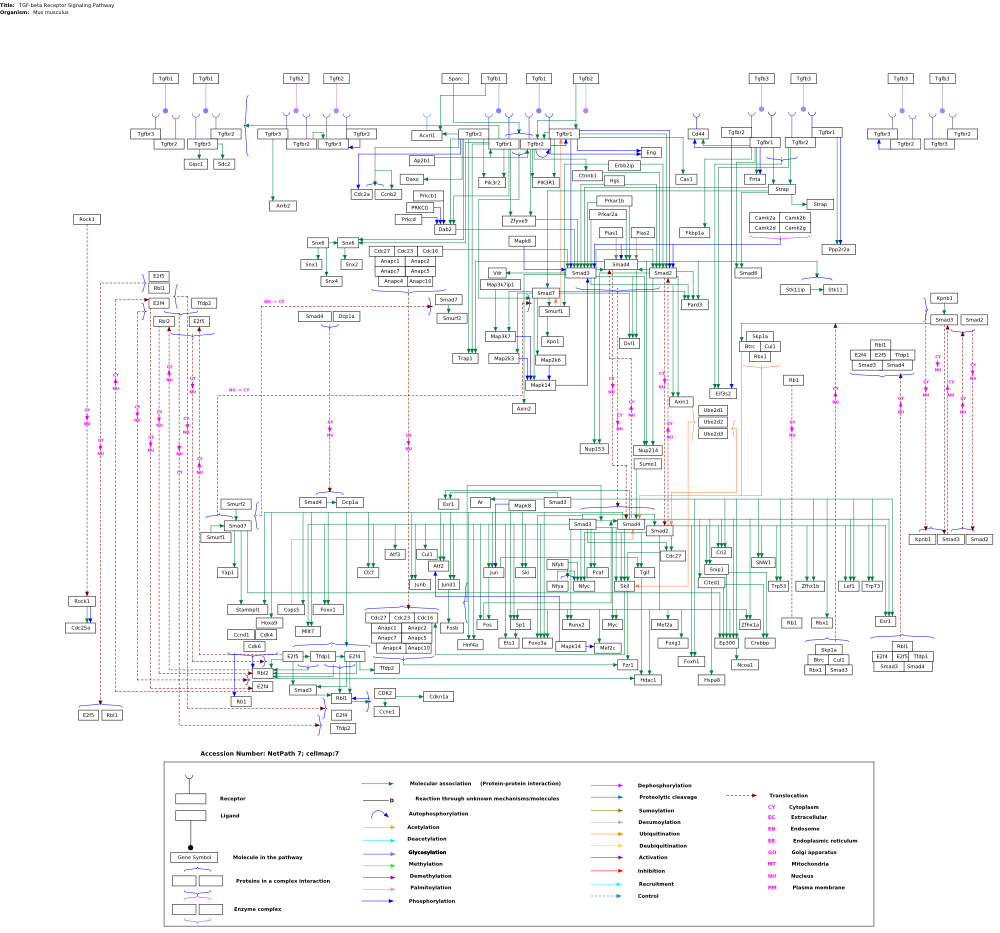 Title: TGF-beta Receptor Signaling Pathway
Organism: Mus musculus
Tgfb1 Tgfb1 Tgfb2 Tgfb2 Sparc Tgfb1 Tgfb1 Tgfb2 Tgfb3 Tgfb3 Tgfb3 Tgfb3
Tgfbr3 Tgfbr2 Tgfbr3 Tgfbr2 Acvrl1 Tgfbr2 Tgfbr1 Cd44 Tgfbr2 Tgfbr1 Tgfbr3 Tgfbr2
Tgfbr2 Tgfbr3 Tgfbr2 Tgfbr3 Tgfbr1 Tgfbr2 Tgfbr1 Tgfbr2 Tgfbr2 Tgfbr3
Eng
Gipc1 Sdc2 Ap2b1 Erbb2ip
Daxx Pik3r2 PIK3R1 Ctnnb1 Hgs Cav1 Fnta Strap
Cdc2a Ccnb2 Prkcb1 Prkar1b Strap
Arrb2 PRKCG Prkar2a
Rock1 Prkcd Zfyve9 Camk2a Camk2b
Dab2 Pias1 Pias2 Fkbp1a Camk2d Camk2g
Snx6 Snx6 Mapk8 Ppp2r2a
Cdc27 Cdc23 Cdc16
Snx1 Snx2 Anapc1 Anapc2 Smad4
E2f5 Anapc7 Anapc5 Vdr Smad3 Smad2 Smad6
Snx4 Anapc4 Anapc10 Map3k7ip1
Rbl1 Smad7 Stk11ip Stk11
E2f4 Tfdp2 NU -> CY Smad7 Kpnb1
Pard3
Smad4 Dcp1a Smurf2 Smurf1
Rbl2 E2f5 Smad3 Smad2
Map3k7 Xpo1 Dvl1 Skp1a
Btrc Cul1 Rbl1
Trap1 Map2k3 Map2k6 Rbx1 E2f4 E2f5 Tfdp1
Smad3 Smad4
CY CY CY CY CY
NU Mapk14 NU NU Rb1 NU
NU -> CY Eif3s2 CY
Axin2 Axin1 Ube2d1 NU
CY CY CY CY CY CY Ube2d2
NU NU NU NU NU NU Ube2d3
CY CY CY CY CY
NU NU Nup153 Nup214 NU NU
Sumo1
CY CY
NU
Smurf2 Smad4 Dcp1a Esr1 Ar Mapk8 Smad3
Smad7 Smad3 Smad4 Smad2
Smurf1 Kpnb1 Smad3 Smad2
Atf3 Cul1 Cdc27 Cri2
Yap1 Ctcf Atf2 Jun Ski Nfyb Pcaf Tgif Snip1 SNW1
Junb Jund1 Nfya Nfyc Skil Cited1 Trp53 Zfhx1b Lef1 Trp73
Rock1 Stambpl1 Cops5 Foxo1
Hoxa9 Cdc27 Cdc23 Cdc16
Cdc25a Ccnd1 Cdk4 Mllt7 Anapc1 Anapc2 Fosb Fos Sp1 Runx2 Myc Mef2a Zfhx1a Rb1 Rbx1 Esr1
Cdk6 Anapc7 Anapc5 Hnf4a Ets1 Foxo3a Mapk14 Mef2c Foxg1 Ep300 Crebbp
Anapc4 Anapc10 Skp1a Rbl1
E2f5 Tfdp1 E2f4 Btrc Cul1 E2f4 E2f5 Tfdp1
Tfdp2 Fzr1 Foxh1 Ncoa1 Rbx1 Smad3 Smad3 Smad4
Rbl2 Hdac1 Hspa8
E2f4 Smad3
Rb1 Rbl1 CDK2 Cdkn1a
E2f5 Rbl1 E2f4 Ccne1
Tfdp2
Accession Number: NetPath 7; cellmap:7
Receptor
Ligand
Gene Symbol Molecule in the pathway
Proteins in a complex interaction
Enzyme complex
Molecular association (Protein-protein interaction)
D Reaction through unknown mechanisms/molecules
Autophosphorylation
Acetylation
Deacetylation
Glycosylation
Methylation
Demethylation
Palmitoylation
Phosphorylation
Dephosphorylation
Proteolytic cleavage
Sumoylation
Desumoylation
Ubiquitination
Deubiquitination
Activation
Inhibition
Recruitment
Control
Translocation
CY Cytoplasm
EC Extracellular
EN Endosome
ER Endoplasmic reticulum
GO Golgi apparatus
MT Mitochondria
NU Nucleus
PM Plasma membrane